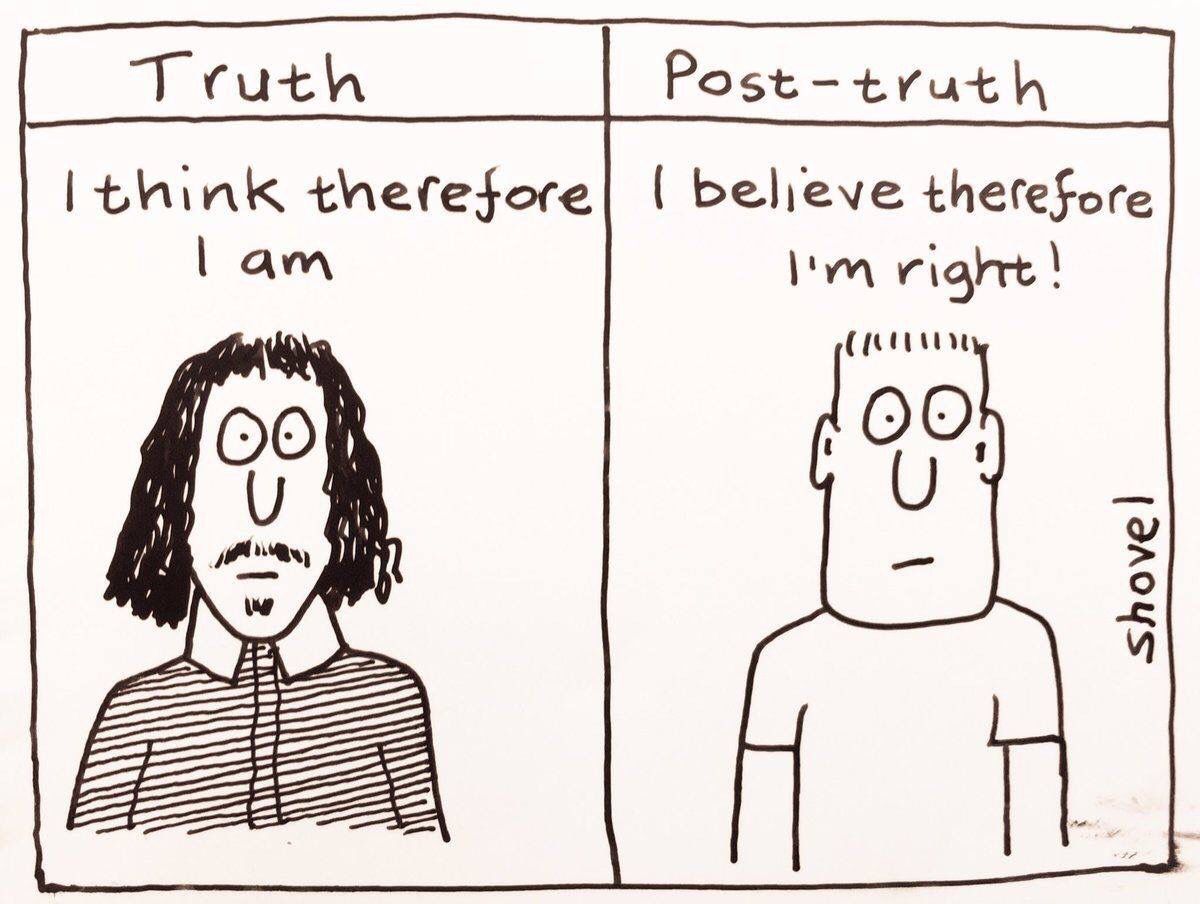 Truth
I think therefore
I am
Post-truth
I believe therefore
I'm right!
shovel